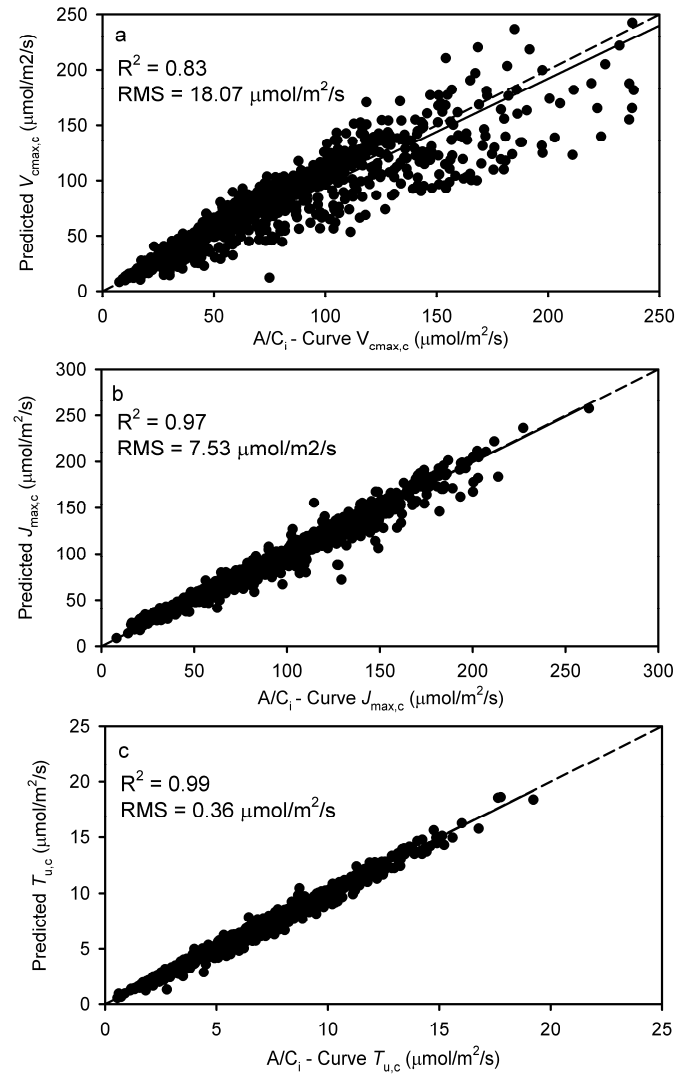 a
R² = 0.83
RMS = 18.07 μmol/m²/s
250
200
150
100
50
0
Predicted Vcmax,c (μmol/m2/s)
50
100
150
200
250
A/Ci - Curve Vcmax,c (μmol/m²/s)
b
R² = 0.97
RMS = 7.53 μmol/m2/s
300
250
200
150
100
50
0
Predicted Jmax,c (μmol/m²/s)
0
50
100
150
200
250
300
A/Ci - Curve Jmax,c (μmol/m²/s)
c
R² = 0.99
RMS = 0.36 μmol/m²/s
25
20
15
10
5
0
Predicted Tu,c (μmol/m²/s)
0
5
10
15
20
25
A/Ci - Curve Tu,c (μmol/m²/s)